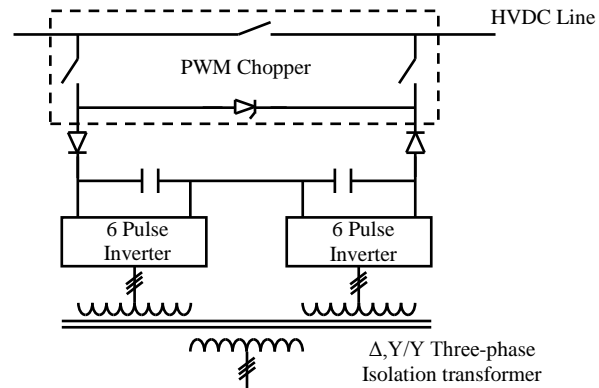 HVDC Line
PWM Chopper
6 Pulse
Inverter
6 Pulse
Inverter
Δ,Y/Y Three-phase
Isolation transformer